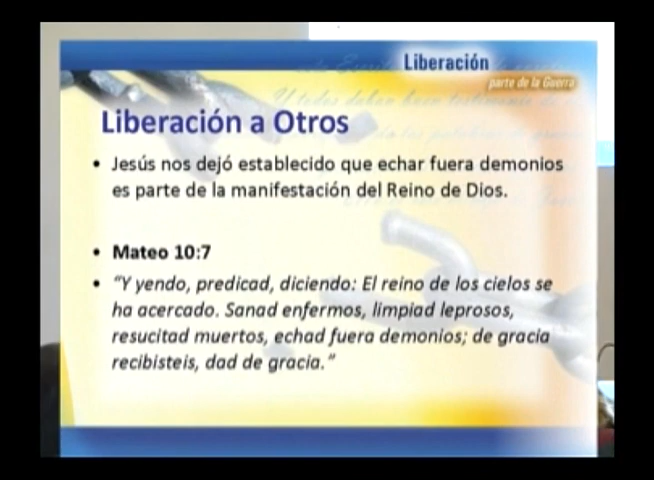 Liberación
parte de la Guerra
Liberación a Otros
• Jesús nos dejó establecido que echar fuera demonios
es parte de la manifestación del Reino de Dios.
• Mateo 10:7
• “Y yendo, predicad, diciendo: El reino de los cielos se
ha acercado. Sanad enfermos, limpiad leprosos,
resucitad muertos, echad fuera demonios; de gracia
recibisteis, dad de gracia.”